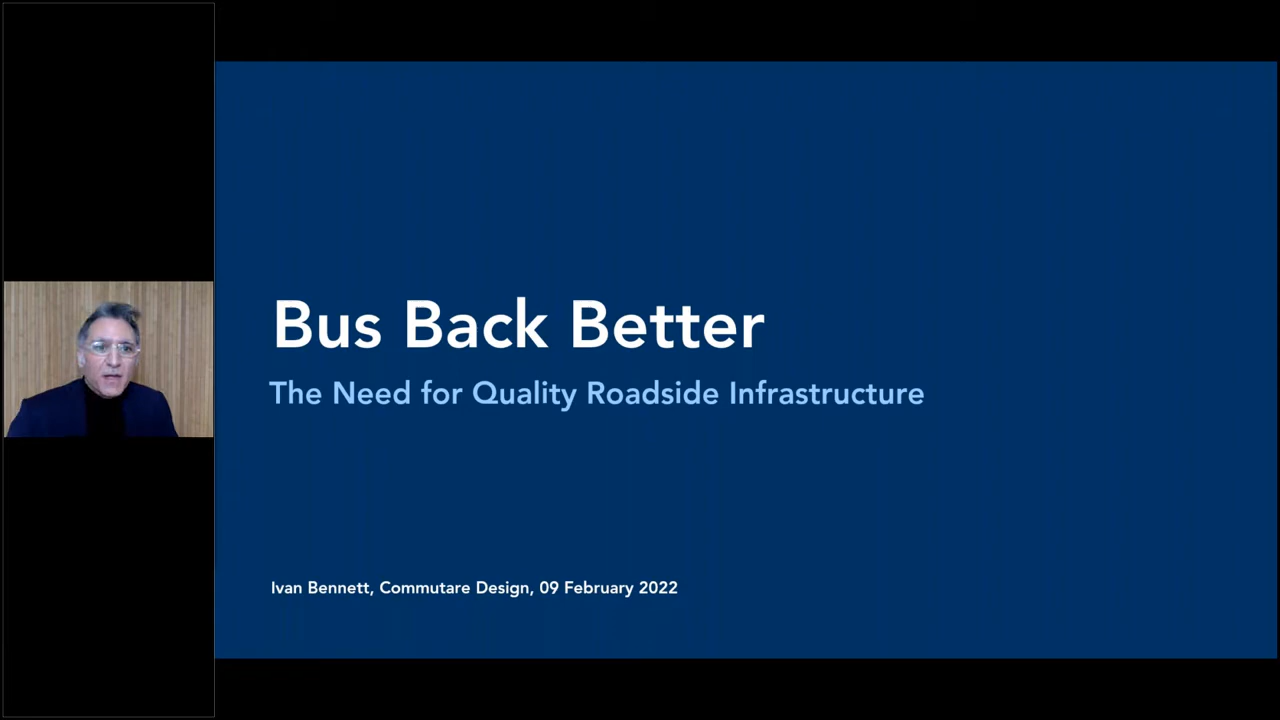 Bus Back Better
The Need for Quality Roadside Infrastructure
Ivan Bennett, Commutare Design, 09 February 2022